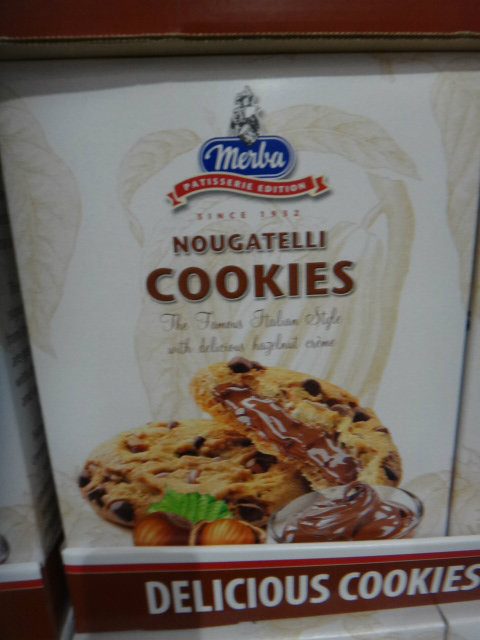 Merba
PATISSERIE EDITION
SINCE 1952
NOUGATELLI
COOKIES
The Famous Italian Style
with delicious hazelnut crème
DELICIOUS COOKIES